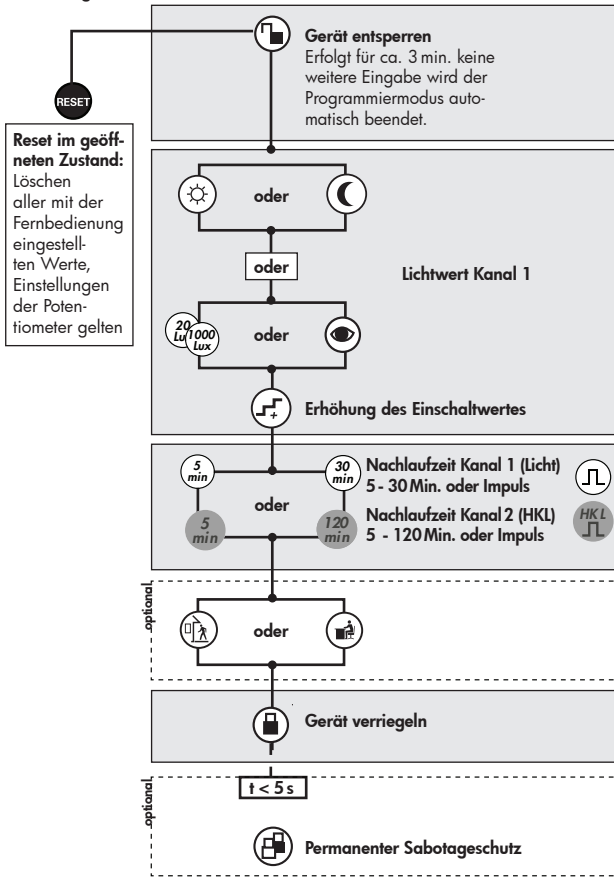 Gerät entsperren
Erfolgt für ca. 3 min. keine
weitere Eingabe wird der
Programmiermodus auto-
matisch beendet.
RESET
Reset im geöff-
neten Zustand:
Löschen
aller mit der
Fernbedienung
eingestell-
ten Werte,
Einstellungen
der Poten-
tiometer gelten
oder
oder
Lichtwert Kanal 1
20
Lu
1000
Lux
oder
Erhöhung des Einschaltwertes
5
min
30
min
Nachlaufzeit Kanal 1 (Licht)
5 - 30 Min. oder Impuls
oder
5
min
120
min
Nachlaufzeit Kanal 2 (HKL)
5 - 120 Min. oder Impuls
HKL
optional
oder
Gerät verriegeln
optional
t < 5 s
Permanenter Sabotageschutz